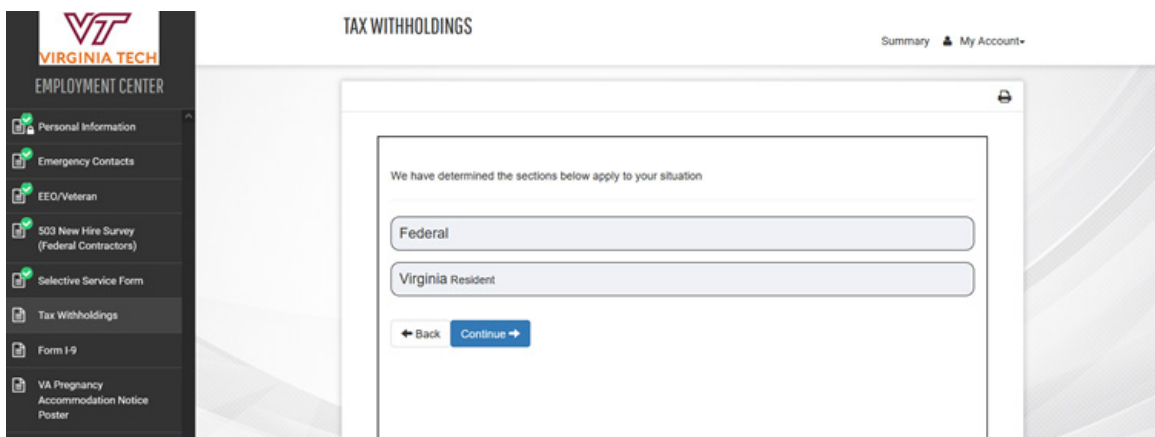 VT
VIRGINIA TECH
EMPLOYMENT CENTER
Personal Information
Emergency Contacts
EEO/Veteran
503 New Hire Survey
(Federal Contractors)
Selective Service Form
Tax Withholdings
Form I-9
VA Pregnancy
Accommodation Notice
Poster
TAX WITHHOLDINGS
Summary My Account
We have determined the sections below apply to your situation
Federal
Virginia Resident
Back Continue